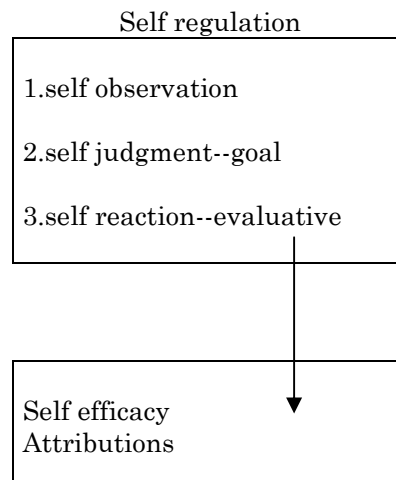 Self regulation
1.self observation
2.self judgment--goal
3.self reaction--evaluative
Self efficacy
Attributions